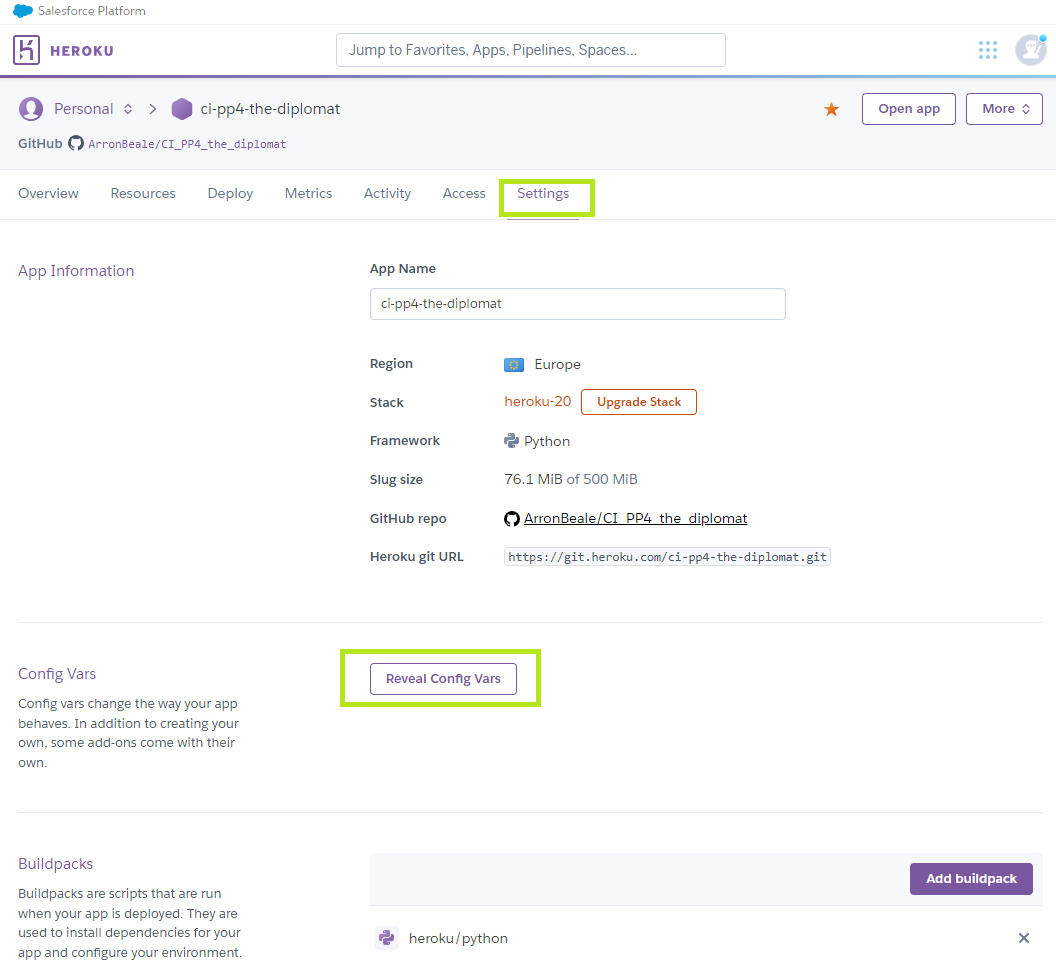 Salesforce Platform
HEROKU
Jump to Favorites, Apps, Pipelines, Spaces...
Personal
ci-pp4-the-diplomat
Open app
More
GitHub ArronBeale/CI_PP4_the_diplomat
Overview Resources Deploy Metrics Activity Access Settings
App Information
App Name
ci-pp4-the-diplomat
Region Europe
Stack heroku-20 Upgrade Stack
Framework Python
Slug size 76.1 MiB of 500 MiB
GitHub repo ArronBeale/CI_PP4_the_diplomat
Heroku git URL https://git.heroku.com/ci-pp4-the-diplomat.git
Config Vars
Config vars change the way your app
behaves. In addition to creating your
own, some add-ons come with their
own.
Reveal Config Vars
Buildpacks
Buildpacks are scripts that are run
when your app is deployed. They are
used to install dependencies for your
app and configure your environment.
Add buildpack
heroku/python